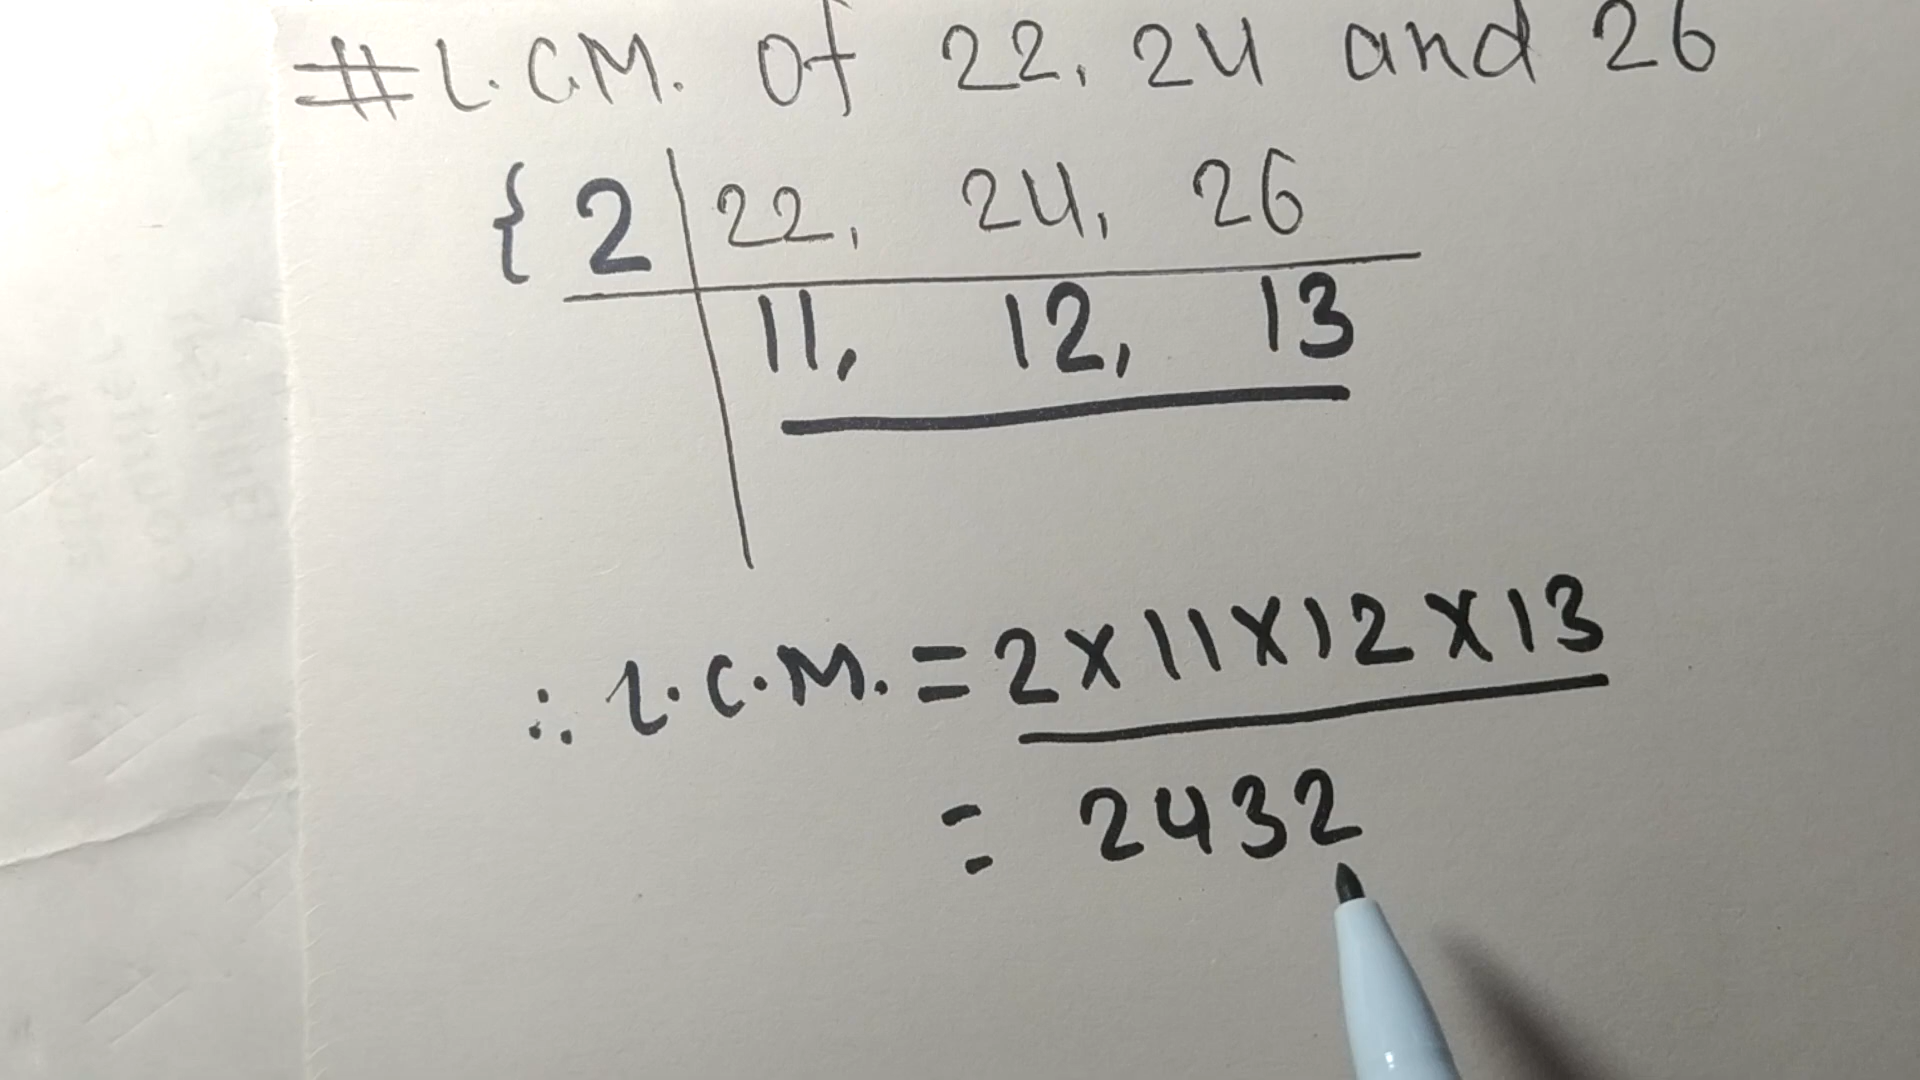 # L.C.M. Of 22, 24 and 26
{ 2 | 22, 24, 26
11, 12, 13
∴ L.C.M. = 2 x 11 x 12 x 13
= 2432